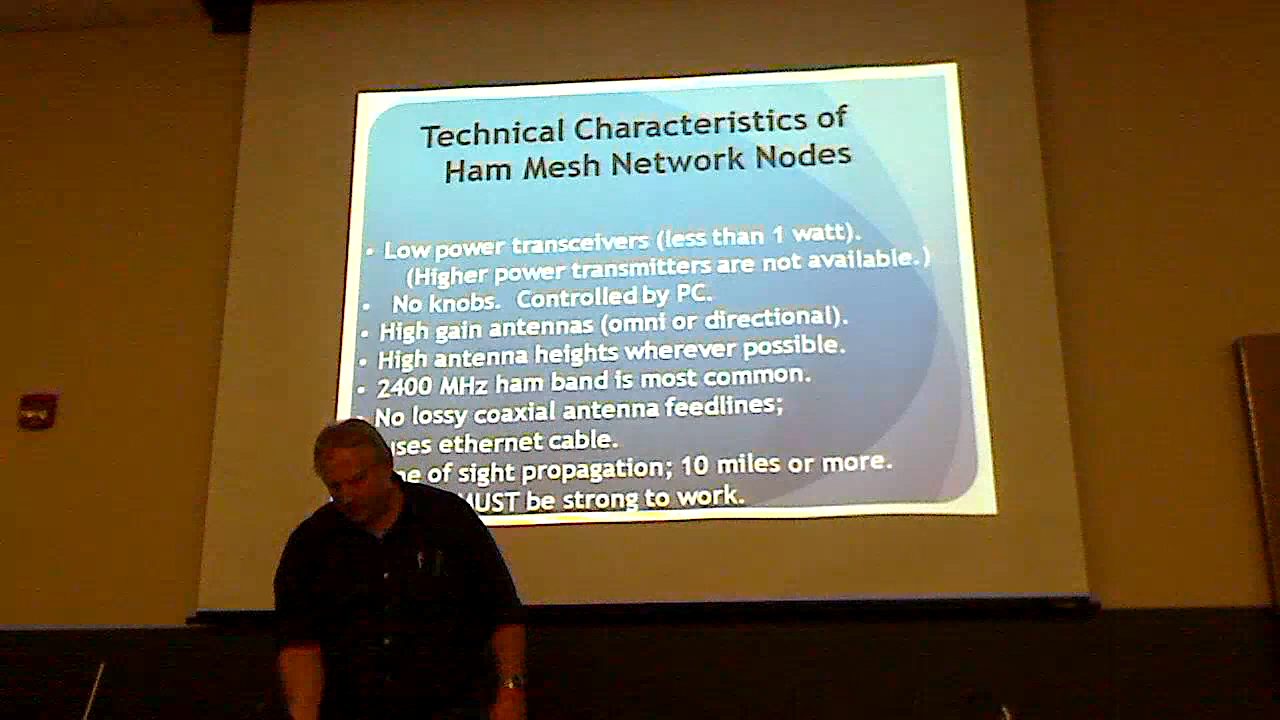 Technical Characteristics of
Ham Mesh Network Nodes
• Low power transceivers (less than 1 watt).
(Higher power transmitters are not available.)
• No knobs. Controlled by PC.
• High gain antennas (omni or directional).
• High antenna heights wherever possible.
• 2400 MHz ham band is most common.
No lossy coaxial antenna feedlines;
uses ethernet cable.
of sight propagation; 10 miles or more.
MUST be strong to work.